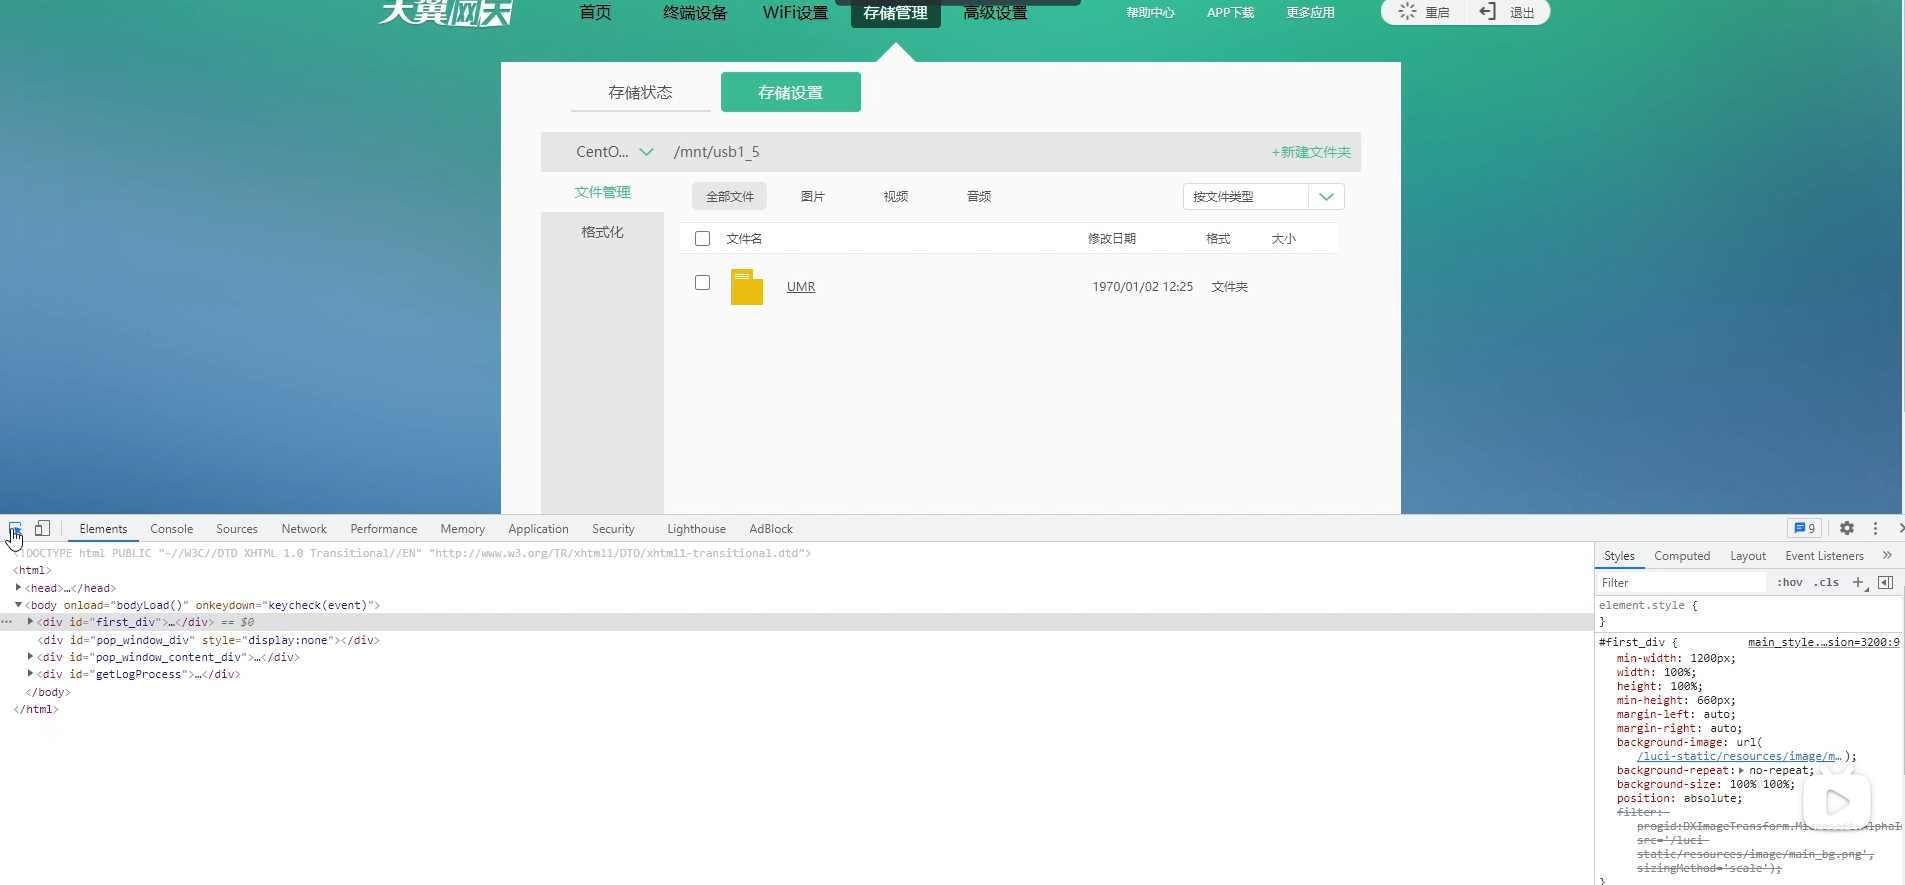 天翼网关
首页 终端设备 WiFi设置 存储管理 高级设置 帮助中心 APP下载 更多应用 重启 退出
存储状态 存储设置
CentO... /mnt/usb1_5 +新建文件夹
文件管理 全部文件 图片 视频 音频 按文件类型
格式化 文件名 修改日期 格式 大小
UMR 1970/01/02 12:25 文件夹
Elements Console Sources Network Performance Memory Application Security Lighthouse AdBlock 9
<!DOCTYPE html PUBLIC "-//W3C//DTD XHTML 1.0 Transitional//EN" "http://www.w3.org/TR/xhtml1/DTD/xhtml1-transitional.dtd">
<html>
<head>…</head>
<body onload="bodyLoad()" onkeydown="keycheck(event)">
<div id="first_div">…</div> == $0
<div id="pop_window_div" style="display:none"></div>
<div id="pop_window_content_div">…</div>
<div id="getLogProcess">…</div>
</body>
</html>
Styles Computed Layout Event Listeners »
Filter :hov .cls +
element.style {
}
#first_div { main_style.…sion=3200:9
min-width: 1200px;
width: 100%;
height: 100%;
min-height: 660px;
margin-left: auto;
margin-right: auto;
background-image: url(
/luci-static/resources/image/m… );
background-repeat: no-repeat;
background-size: 100% 100%;
position: absolute;
filter:
progid:DXImageTransform.Microsoft.AlphaI
src='/luci-
static/resources/image/main_bg.png',
sizingMethod='scale');
}